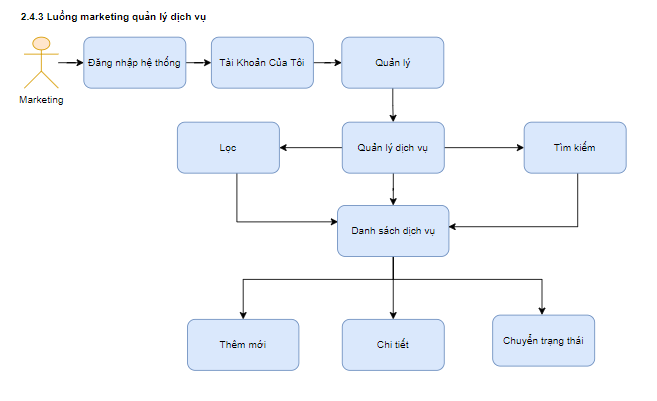 2.4.3 Luồng marketing quản lý dịch vụ
Đăng nhập hệ thống
Tài Khoản Của Tôi
Quản lý
Marketing
Lọc
Quản lý dịch vụ
Tìm kiếm
Danh sách dịch vụ
Thêm mới
Chi tiết
Chuyển trạng thái